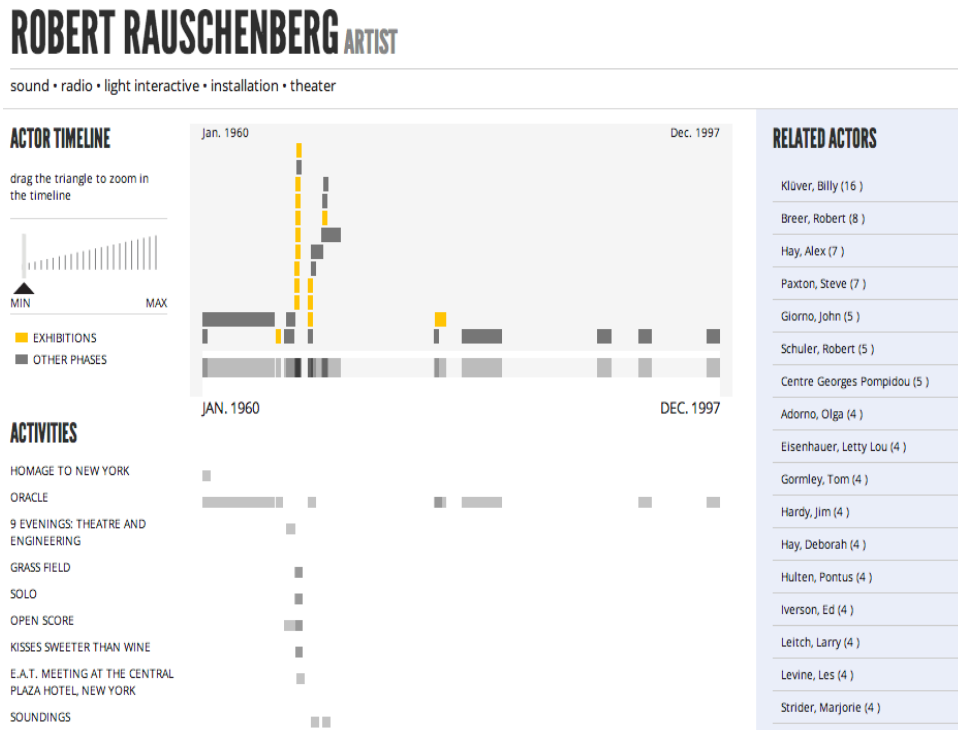 ROBERT RAUSCHENBERG ARTIST
sound • radio • light interactive • installation • theater
ACTOR TIMELINE
drag the triangle to zoom in
the timeline
MIN MAX
EXHIBITIONS
OTHER PHASES
Jan. 1960 Dec. 1997
JAN. 1960 DEC. 1997
ACTIVITIES
HOMAGE TO NEW YORK
ORACLE
9 EVENINGS: THEATRE AND
ENGINEERING
GRASS FIELD
SOLO
OPEN SCORE
KISSES SWEETER THAN WINE
E.A.T. MEETING AT THE CENTRAL
PLAZA HOTEL, NEW YORK
SOUNDINGS
RELATED ACTORS
Klüver, Billy (16 )
Breer, Robert (8 )
Hay, Alex (7 )
Paxton, Steve (7 )
Giorno, John (5 )
Schuler, Robert (5 )
Centre Georges Pompidou (5 )
Adorno, Olga (4 )
Eisenhauer, Letty Lou (4 )
Gormley, Tom (4 )
Hardy, Jim (4 )
Hay, Deborah (4 )
Hulten, Pontus (4 )
Iverson, Ed (4 )
Leitch, Larry (4 )
Levine, Les (4 )
Strider, Marjorie (4 )